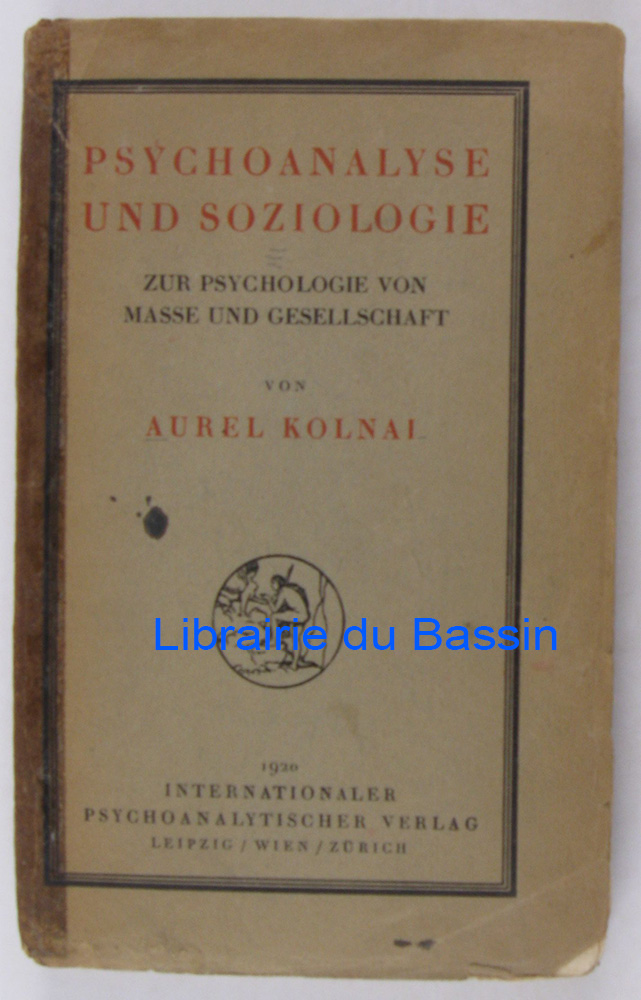 PSYCHOANALYSE
UND SOZIOLOGIE
ZUR PSYCHOLOGIE VON
MASSE UND GESELLSCHAFT
VON
AUREL KOLNAI
Librairie du Bassin
1920
INTERNATIONALER
PSYCHOANALYTISCHER VERLAG
LEIPZIG / WIEN / ZÜRICH